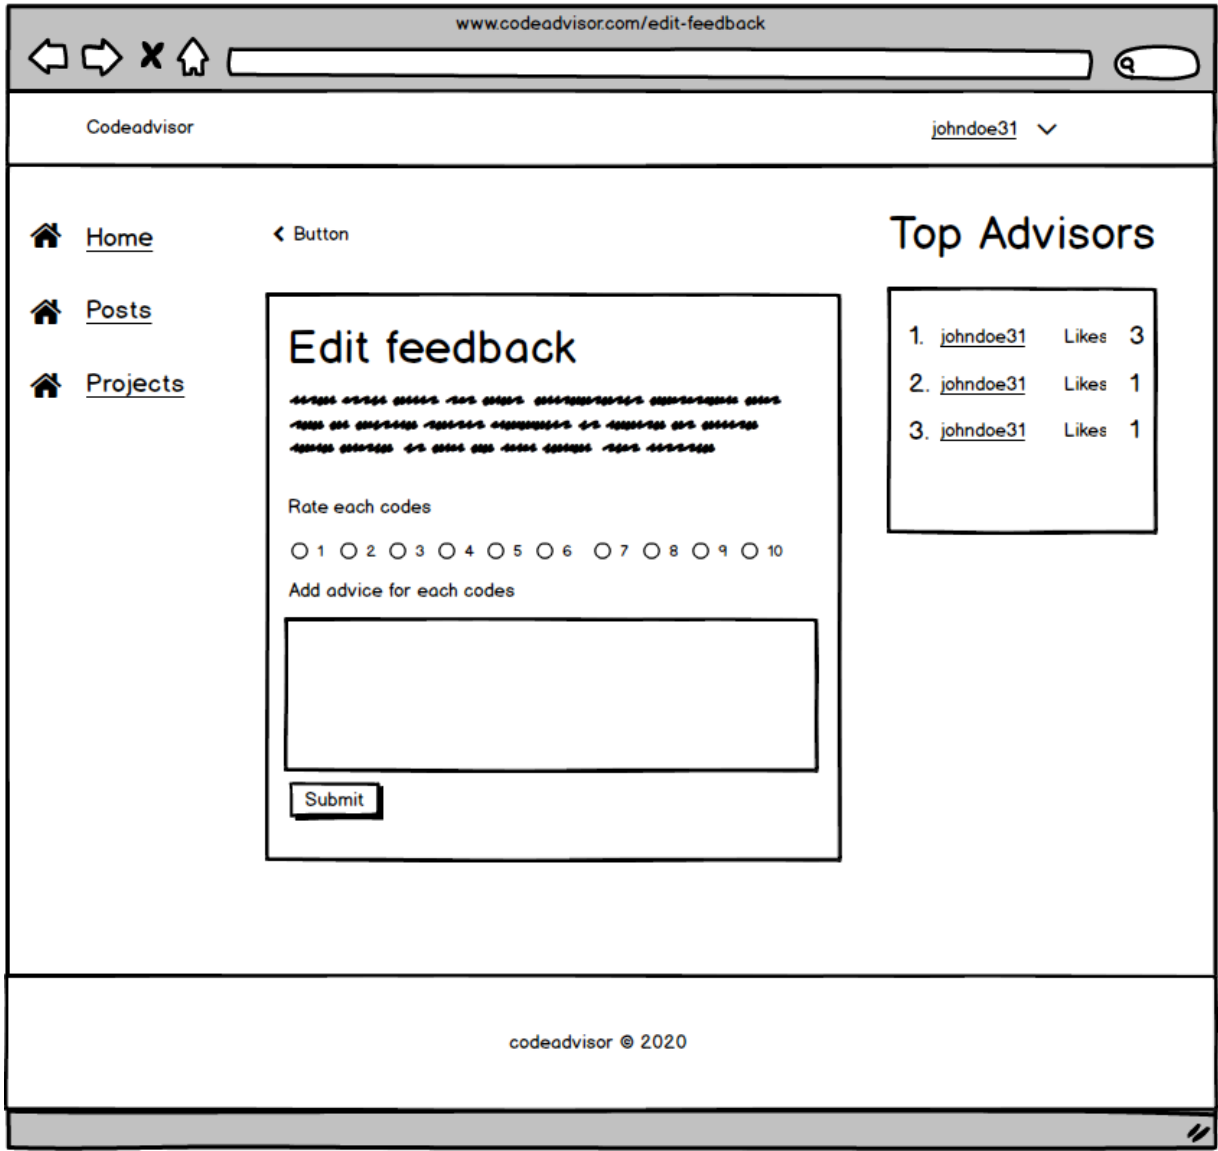 www.codeadvisor.com/edit-feedback
Codeadvisor
johndoe31
Home
Posts
Projects
Button
Edit feedback
Rate each codes
1 2 3 4 5 6 7 8 9 10
Add advice for each codes
Submit
Top Advisors
1. johndoe31 Likes 3
2. johndoe31 Likes 1
3. johndoe31 Likes 1
codeadvisor © 2020